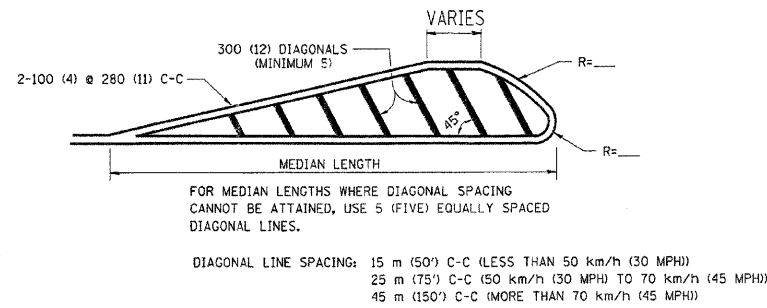 VARIES
300 (12) DIAGONALS
(MINIMUM 5)
R=___
2-100 (4) @ 280 (11) C-C
45°
R=___
MEDIAN LENGTH
FOR MEDIAN LENGTHS WHERE DIAGONAL SPACING
CANNOT BE ATTAINED, USE 5 (FIVE) EQUALLY SPACED
DIAGONAL LINES.
DIAGONAL LINE SPACING: 15 m (50') C-C (LESS THAN 50 km/h (30 MPH))
25 m (75') C-C (50 km/h (30 MPH) TO 70 km/h (45 MPH))
45 m (150') C-C (MORE THAN 70 km/h (45 MPH))